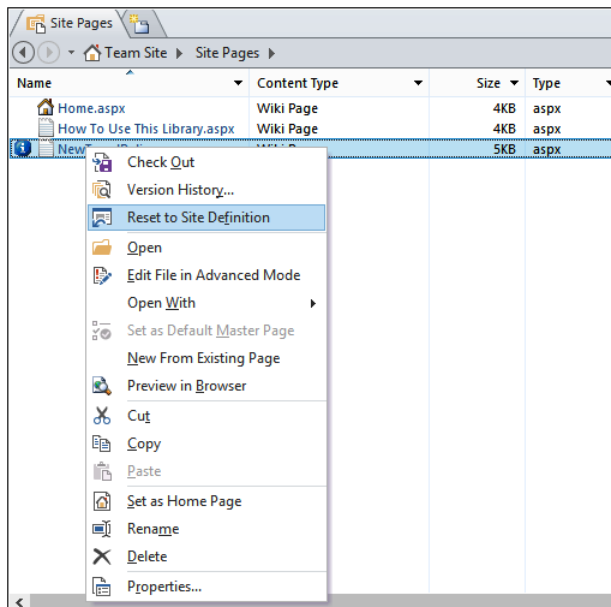 Site Pages
Team Site Site Pages
Name Content Type Size Type
Home.aspx Wiki Page 4KB aspx
How To Use This Library.aspx Wiki Page 4KB aspx
5KB aspx
Check Out
Version History...
Reset to Site Definition
Open
Edit File in Advanced Mode
Open With
Set as Default Master Page
New From Existing Page
Preview in Browser
Cut
Copy
Paste
Set as Home Page
Rename
Delete
Properties...